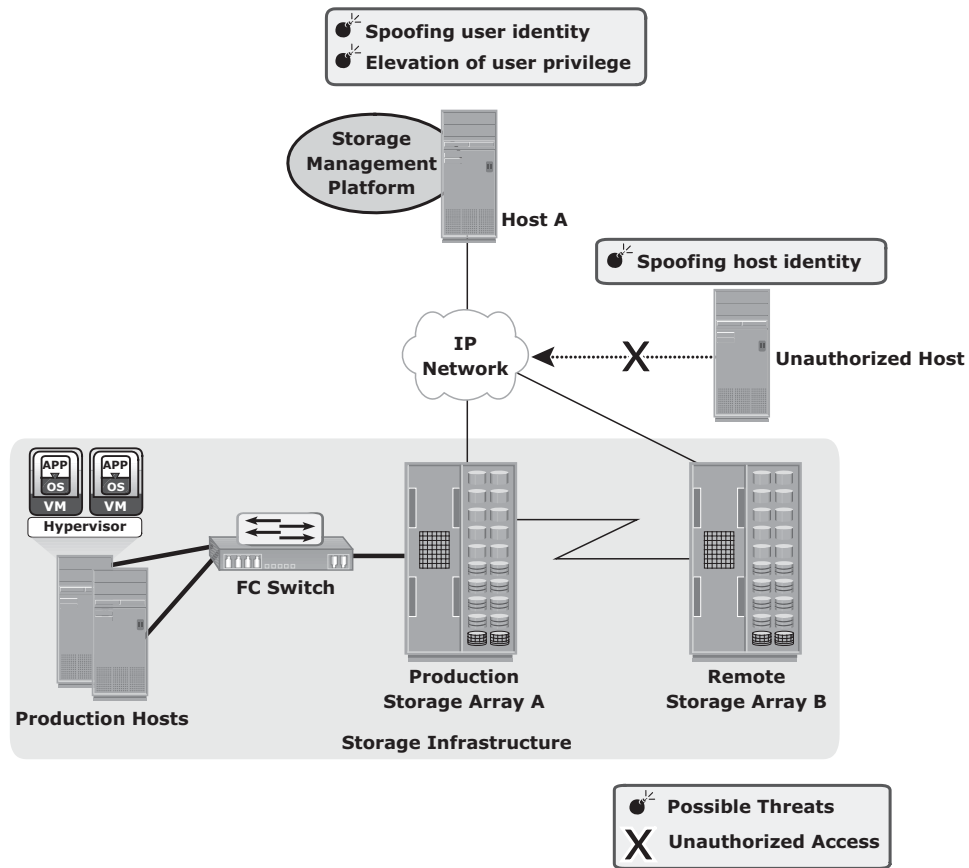 Spoofing user identity
Elevation of user privilege
Storage
Management
Platform
Host A
Spoofing host identity
IP
Network
X
Unauthorized Host
APP
OS
VM
APP
OS
VM
Hypervisor
FC Switch
Production Hosts
Production
Storage Array A
Remote
Storage Array B
Storage Infrastructure
Possible Threats
X Unauthorized Access